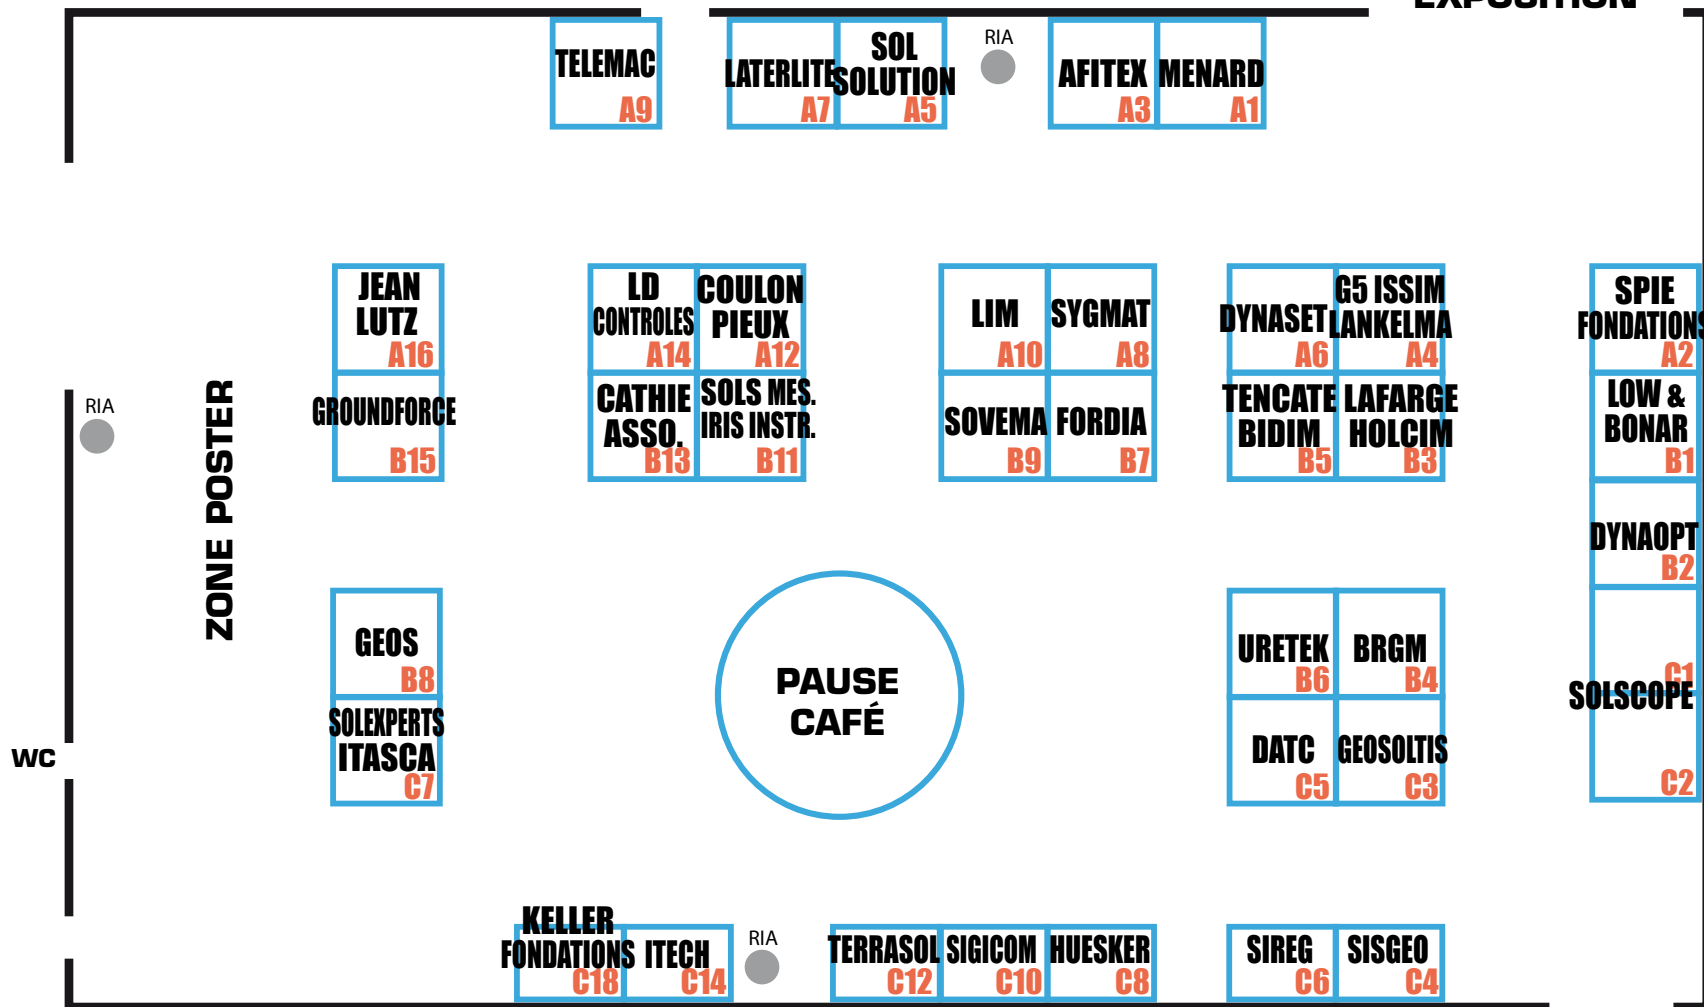 EXPOSITION
RIA
TELEMAC
A9
LATERLITE
A7
SOL
SOLUTION
A5
AFITEX
A3
MENARD
A1
JEAN
LUTZ
A16
LD
CONTROLES
A14
COULON
PIEUX
A12
LIM
A10
SYGMAT
A8
DYNASET
A6
G5 ISSIM
LANKELMA
A4
SPIE
FONDATIONS
A2
RIA
ZONE POSTER
GROUNDFORCE
B15
CATHIE
ASSO.
B13
SOLS MES.
IRIS INSTR.
B11
SOVEMA
B9
FORDIA
B7
TENCATE
BIDIM
B5
LAFARGE
HOLCIM
B3
LOW &
BONAR
B1
DYNAOPT
B2
GEOS
B8
PAUSE
CAFÉ
URETEK
B6
BRGM
B4
C1
SOLSCOPE
C2
WC
SOLEXPERTS
ITASCA
C7
DATC
C5
GEOSOLTIS
C3
KELLER
FONDATIONS
C18
ITECH
C14
RIA
TERRASOL
C12
SIGICOM
C10
HUESKER
C8
SIREG
C6
SISGEO
C4